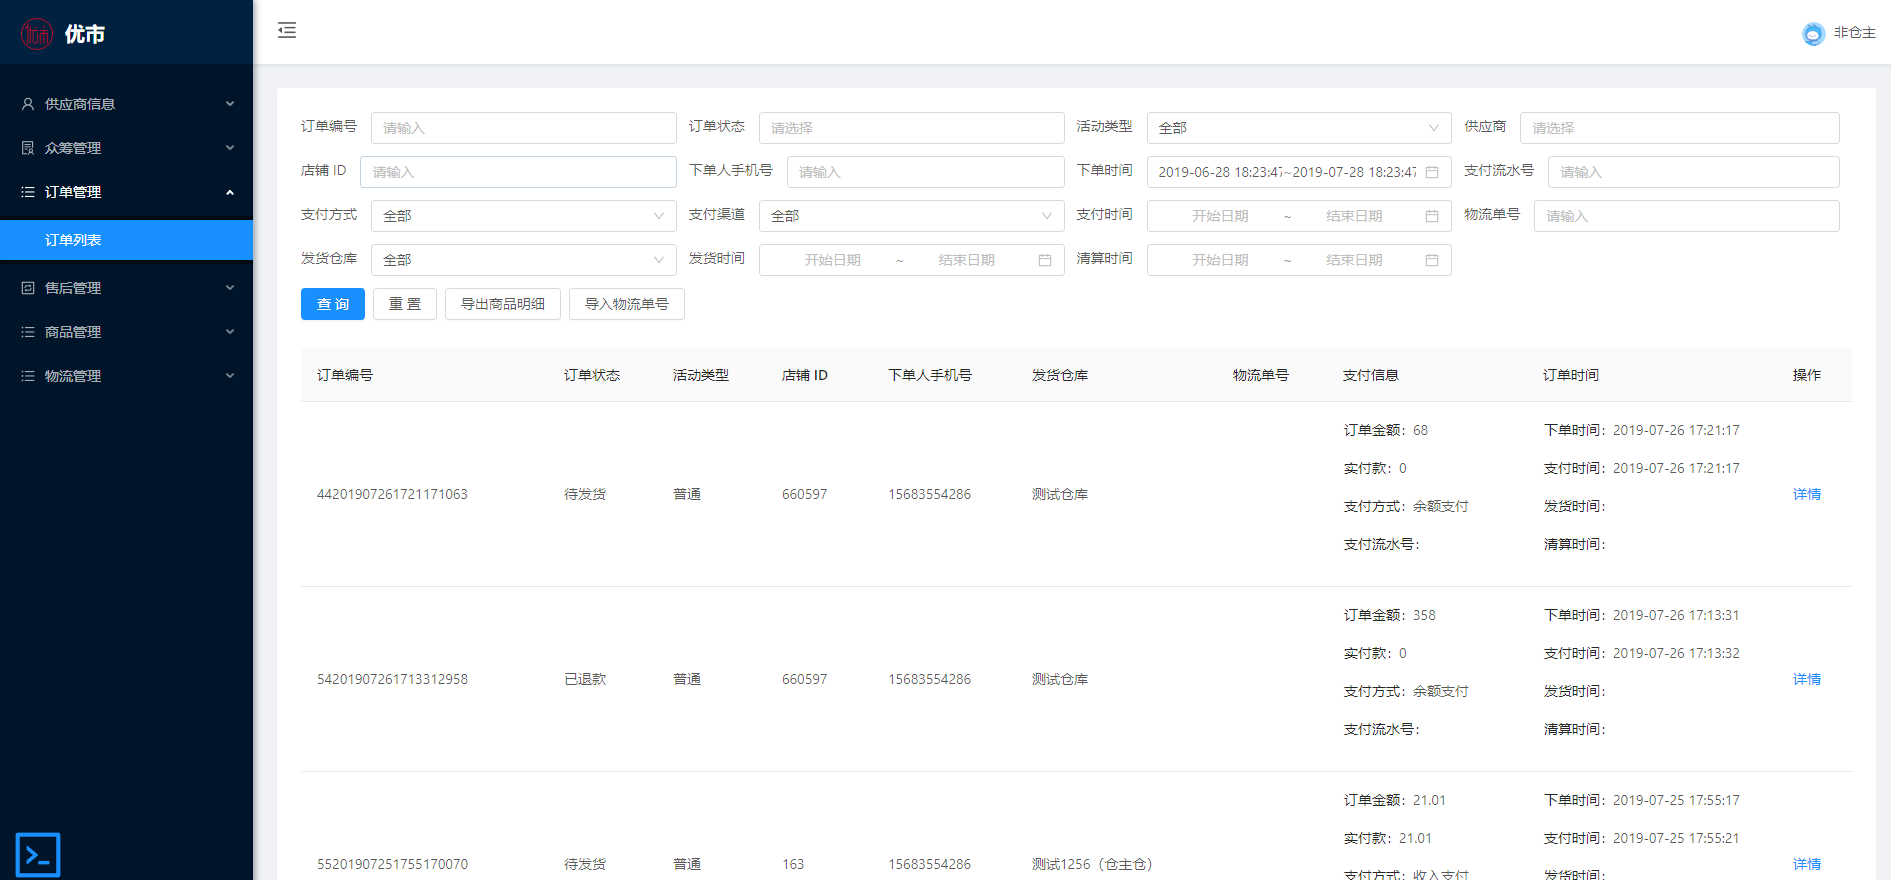 优市
非仓主
供应商信息
众筹管理
订单管理
订单列表
售后管理
商品管理
物流管理
订单编号 请输入 订单状态 请选择 活动类型 全部 供应商 请选择
店铺 ID 请输入 下单人手机号 请输入 下单时间 2019-06-28 18:23:47~2019-07-28 18:23:47 支付流水号 请输入
支付方式 全部 支付渠道 全部 支付时间 开始日期 ~ 结束日期 物流单号 请输入
发货仓库 全部 发货时间 开始日期 ~ 结束日期 清算时间 开始日期 ~ 结束日期
查 询 重 置 导出商品明细 导入物流单号
订单编号 订单状态 活动类型 店铺 ID 下单人手机号 发货仓库 物流单号 支付信息 订单时间 操作
订单金额：68 下单时间：2019-07-26 17:21:17
实付款：0 支付时间：2019-07-26 17:21:17
44201907261721171063 待发货 普通 660597 15683554286 测试仓库 详情
支付方式：余额支付 发货时间：
支付流水号： 清算时间：
订单金额：358 下单时间：2019-07-26 17:13:31
实付款：0 支付时间：2019-07-26 17:13:32
54201907261713312958 已退款 普通 660597 15683554286 测试仓库 详情
支付方式：余额支付 发货时间：
支付流水号： 清算时间：
订单金额：21.01 下单时间：2019-07-25 17:55:17
实付款：21.01 支付时间：2019-07-25 17:55:21
55201907251755170070 待发货 普通 163 15683554286 测试1256（仓主仓） 详情
支付方式：收入支付 发货时间：